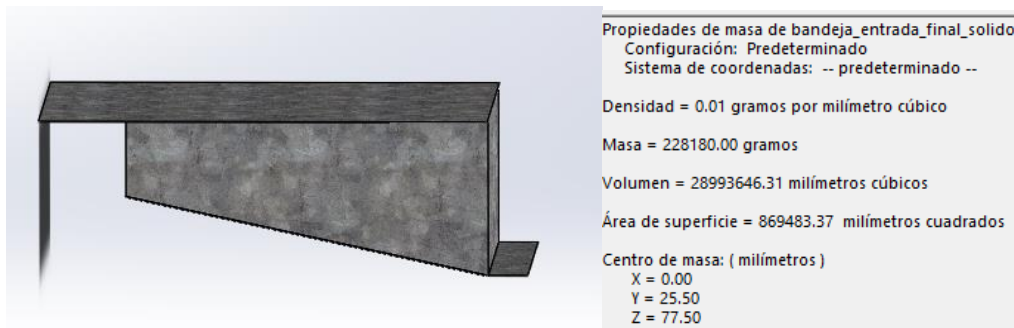 Propiedades de masa de bandeja_entrada_final_solido
Configuración: Predeterminado
Sistema de coordenadas: -- predeterminado --
Densidad = 0.01 gramos por milímetro cúbico
Masa = 228180.00 gramos
Volumen = 28993646.31 milímetros cúbicos
Área de superficie = 869483.37 milímetros cuadrados
Centro de masa: ( milímetros )
X = 0.00
Y = 25.50
Z = 77.50